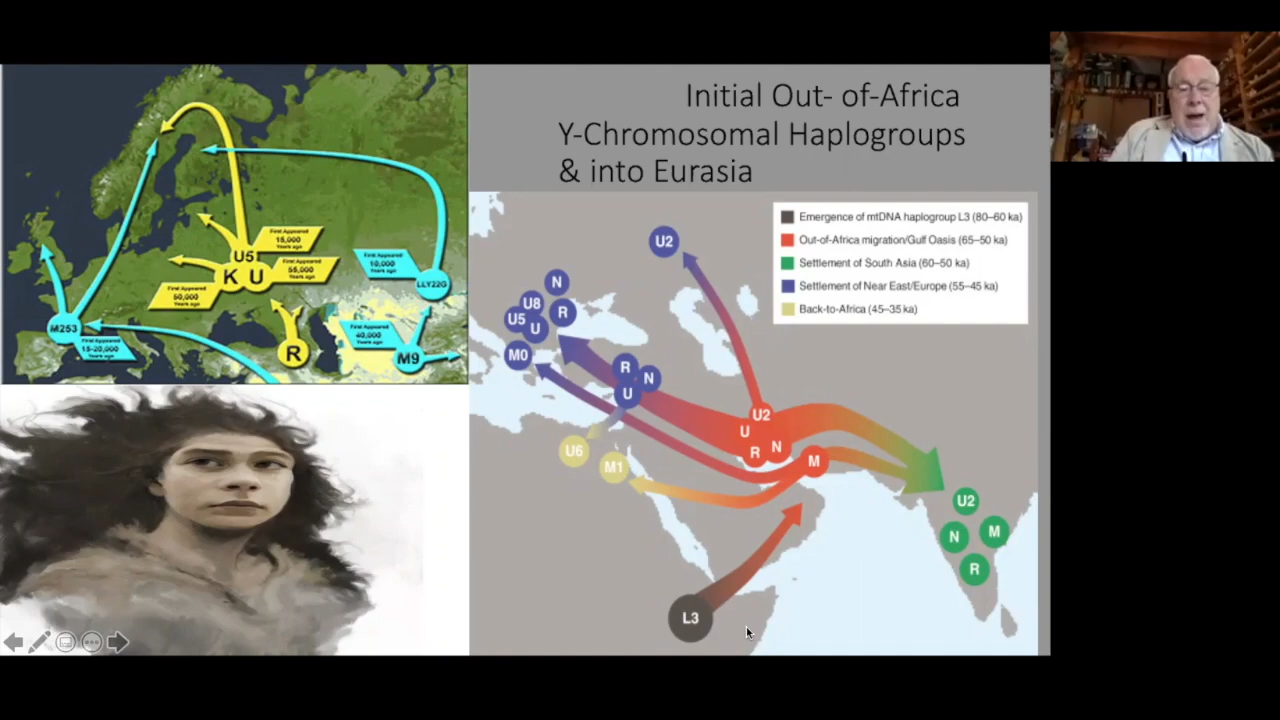 Initial Out- of-Africa
Y-Chromosomal Haplogroups
& into Eurasia
First Appeared
15,000
Years ago
U5
K U
First Appeared
55,000
Years ago
First Appeared
50,000
Years ago
First Appeared
10,000
Years ago
LLY22G
M253
First Appeared
15-20,000
Years ago
R
First Appeared
40,000
Years ago
M9
Emergence of mtDNA haplogroup L3 (80–60 ka)
Out-of-Africa migration/Gulf Oasis (65–50 ka)
Settlement of South Asia (60–50 ka)
Settlement of Near East/Europe (55–45 ka)
Back-to-Africa (45–35 ka)
U2
N
U8
R
U5
U
M0
R
N
U
U6
M1
U2
U
R
N
M
U2
N
M
R
L3